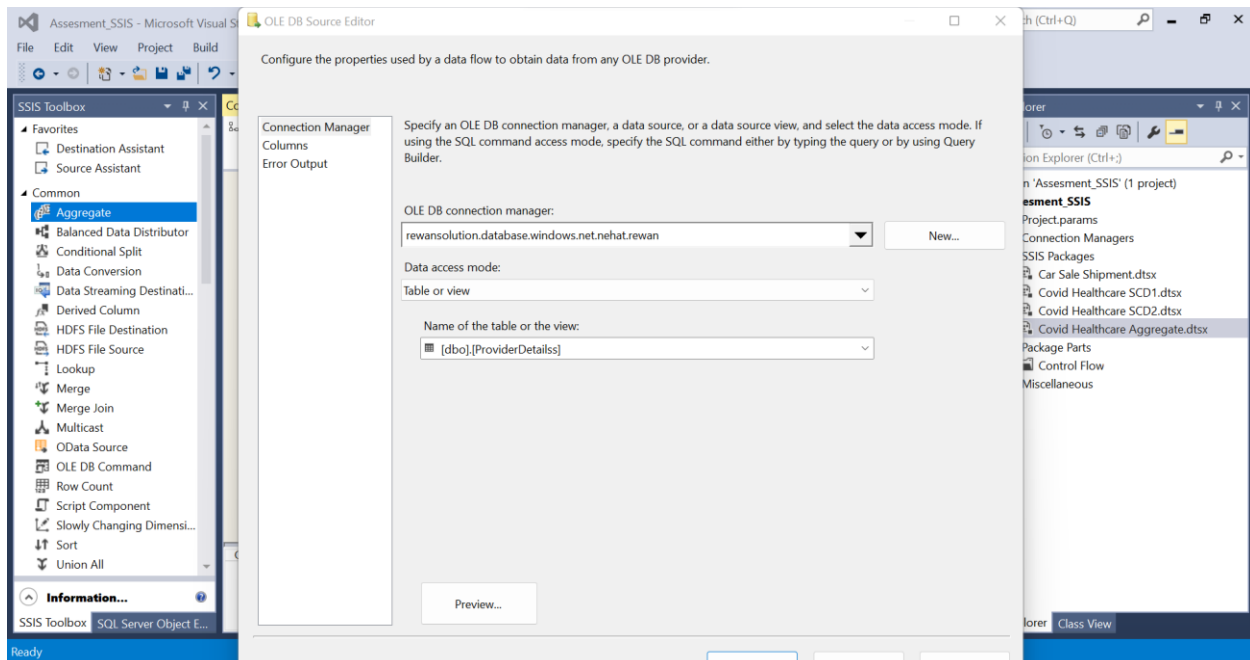 Assesment_SSIS - Microsoft Visual S
OLE DB Source Editor
ch (Ctrl+Q)
File Edit View Project Build
Configure the properties used by a data flow to obtain data from any OLE DB provider.
SSIS Toolbox
Favorites
Destination Assistant
Source Assistant
Common
Aggregate
Balanced Data Distributor
Conditional Split
Data Conversion
Data Streaming Destinati...
Derived Column
HDFS File Destination
HDFS File Source
Lookup
Merge
Merge Join
Multicast
OData Source
OLE DB Command
Row Count
Script Component
Slowly Changing Dimensi...
Sort
Union All
Information...
SSIS Toolbox SQL Server Object E...
Ready
Connection Manager
Columns
Error Output
Specify an OLE DB connection manager, a data source, or a data source view, and select the data access mode. If
using the SQL command access mode, specify the SQL command either by typing the query or by using Query
Builder.
OLE DB connection manager:
rewansolution.database.windows.net.nehat.rewan
New...
Data access mode:
Table or view
Name of the table or the view:
[dbo].[ProviderDetailss]
Preview...
lorer
ion Explorer (Ctrl+;)
n 'Assesment_SSIS' (1 project)
esment_SSIS
Project.params
Connection Managers
SSIS Packages
Car Sale Shipment.dtsx
Covid Healthcare SCD1.dtsx
Covid Healthcare SCD2.dtsx
Covid Healthcare Aggregate.dtsx
Package Parts
Control Flow
Miscellaneous
lorer Class View